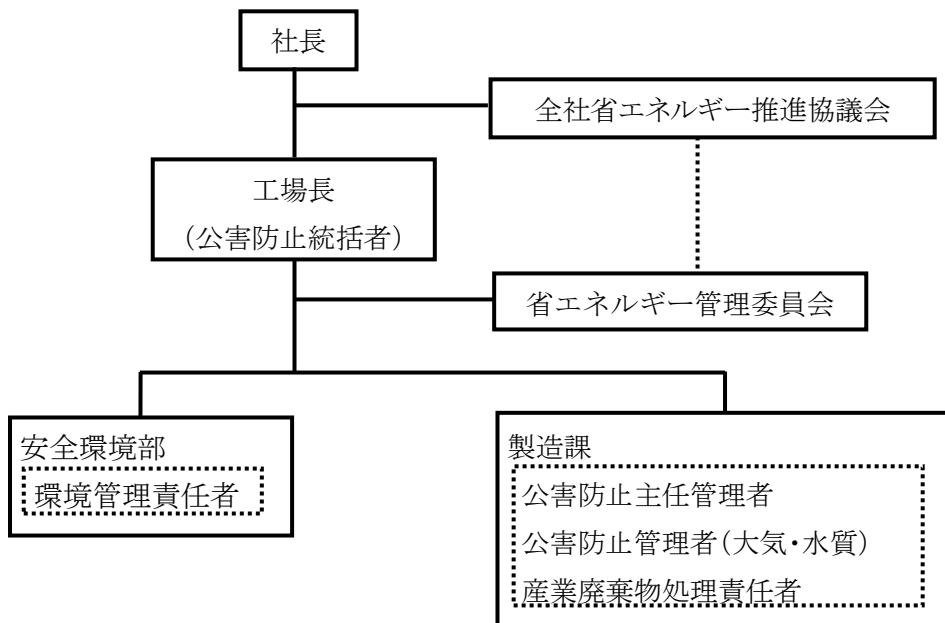 社長
全社省エネルギー推進協議会
工場長
（公害防止統括者）
省エネルギー管理委員会
安全環境部
環境管理責任者
製造課
公害防止主任管理者
公害防止管理者（大気・水質）
産業廃棄物処理責任者